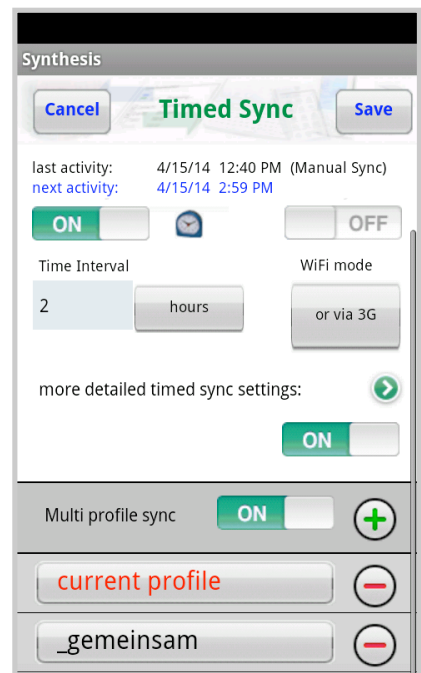 Synthesis
Cancel Timed Sync Save
last activity: 4/15/14 12:40 PM (Manual Sync)
next activity: 4/15/14 2:59 PM
ON OFF
Time Interval WiFi mode
2 hours or via 3G
more detailed timed sync settings:
ON
Multi profile sync ON
current profile
_gemeinsam